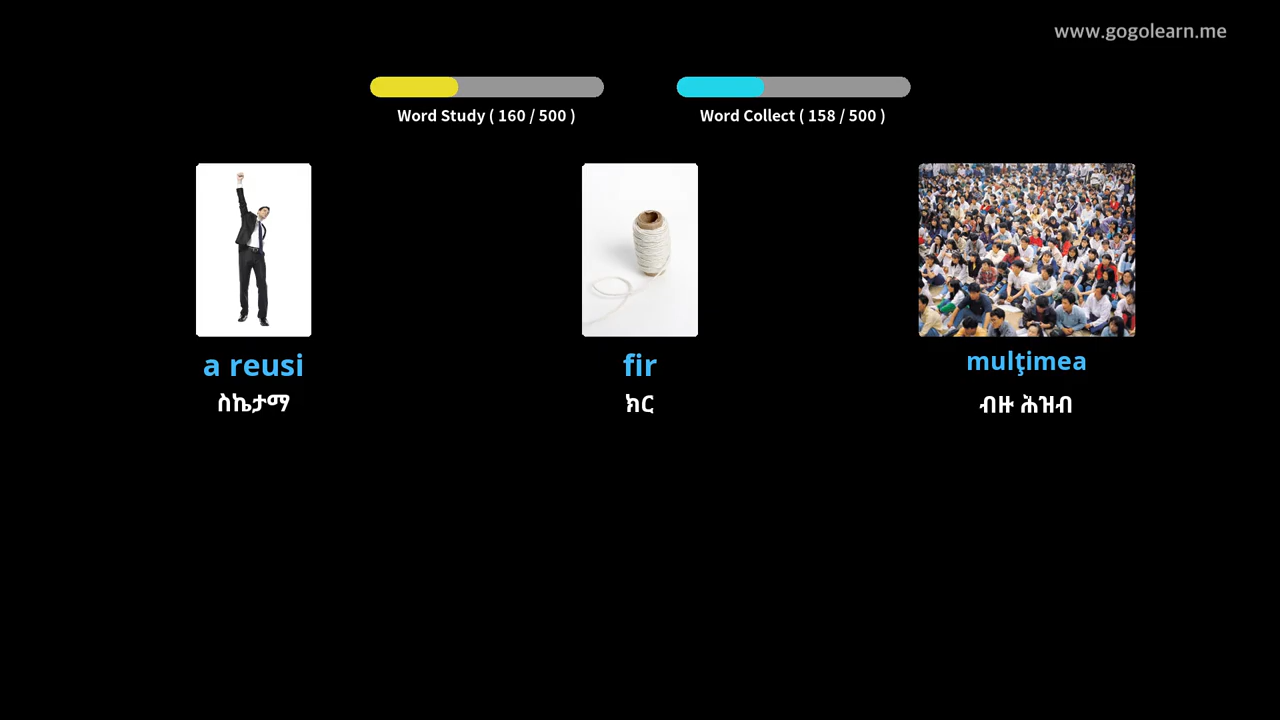 www.gogolearn.me
Word Study ( 160 / 500 )
Word Collect ( 158 / 500 )
a reusi
fir
mulţimea
ስኬታማ
ክር
ብዙ ሕዝብ